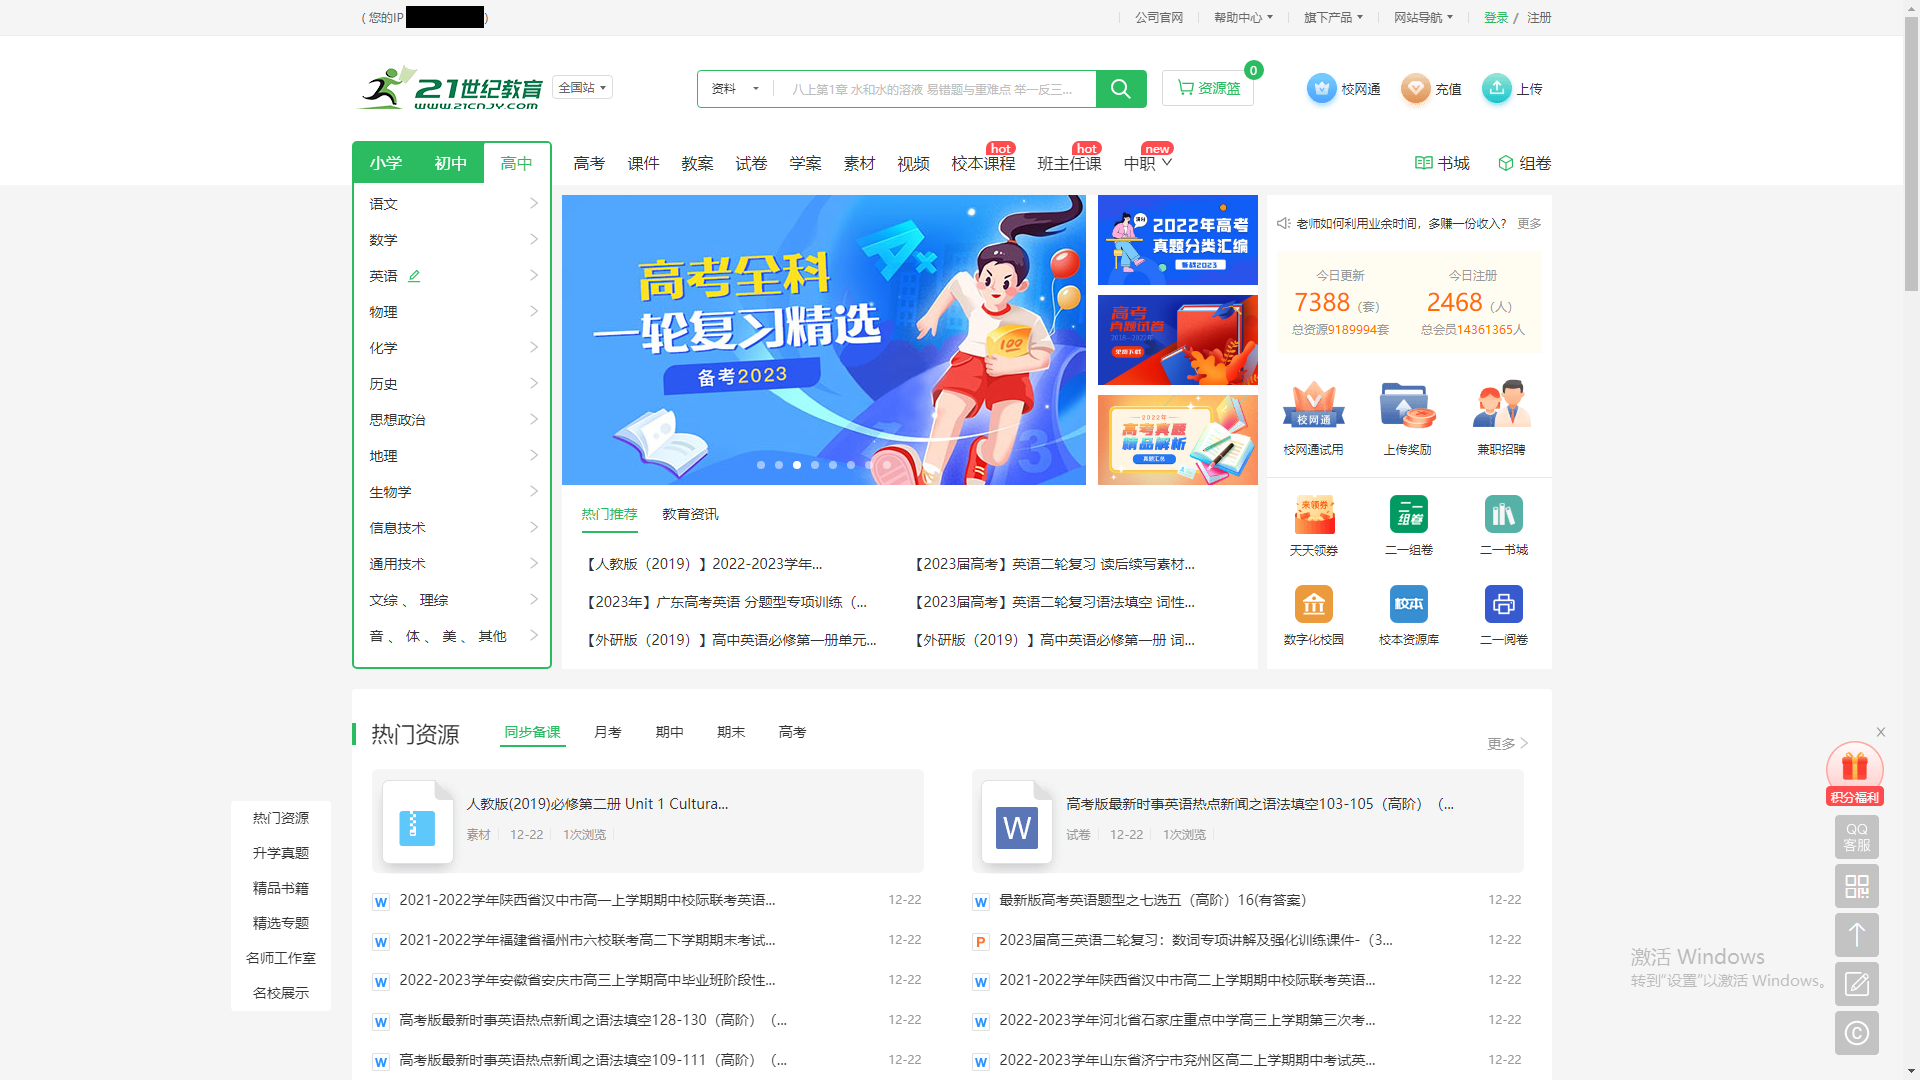 ( 您的IP )
公司官网
帮助中心
旗下产品
网站导航
登录 / 注册
21世纪教育
WWW.21CNJY.COM
全国站
资料
八上第1章 水和水的溶液 易错题与重难点 举一反三...
资源篮
0
校网通
充值
上传
小学
初中
高中
高考
课件
教案
试卷
学案
素材
视频
校本课程
hot
班主任课
hot
中职
new
书城
组卷
语文
数学
英语
物理
化学
历史
思想政治
地理
生物学
信息技术
通用技术
文综 、 理综
音 、 体 、 美 、 其他
高考全科
一轮复习精选
备考2023
100
2022年高考
真题分类汇编
备战2023
高考
真题试卷
2018—2022年
免费下载
2022年
高考真题
精品解析
真题汇总
老师如何利用业余时间，多赚一份收入？ 更多
今日更新
7388 (套)
总资源9189994套
今日注册
2468 (人)
总会员14361365人
校网通
校网通试用
上传奖励
兼职招聘
来领券
天天领券
二一组卷
二一组卷
二一书城
数字化校园
校本
校本资源库
二一阅卷
热门推荐
教育资讯
【人教版（2019）】2022-2023学年...
【2023届高考】英语二轮复习 读后续写素材...
【2023年】广东高考英语 分题型专项训练（...
【2023届高考】英语二轮复习语法填空 词性...
【外研版（2019）】高中英语必修第一册单元...
【外研版（2019）】高中英语必修第一册 词...
热门资源
同步备课
月考
期中
期末
高考
更多
人教版(2019)必修第二册 Unit 1 Cultura...
素材 12-22 1次浏览
W
高考版最新时事英语热点新闻之语法填空103-105（高阶）（...
试卷 12-22 1次浏览
W 2021-2022学年陕西省汉中市高一上学期期中校际联考英语... 12-22
W 最新版高考英语题型之七选五（高阶）16(有答案) 12-22
W 2021-2022学年福建省福州市六校联考高二下学期期末考试... 12-22
P 2023届高三英语二轮复习：数词专项讲解及强化训练课件-（3... 12-22
W 2022-2023学年安徽省安庆市高三上学期高中毕业班阶段性... 12-22
W 2021-2022学年陕西省汉中市高二上学期期中校际联考英语... 12-22
W 高考版最新时事英语热点新闻之语法填空128-130（高阶）（... 12-22
W 2022-2023学年河北省石家庄重点中学高三上学期第三次考... 12-22
W 高考版最新时事英语热点新闻之语法填空109-111（高阶）（... 12-22
W 2022-2023学年山东省济宁市兖州区高二上学期期中考试英... 12-22
热门资源
升学真题
精品书籍
精选专题
名师工作室
名校展示
X
积分福利
QQ
客服
激活 Windows
转到“设置”以激活 Windows。